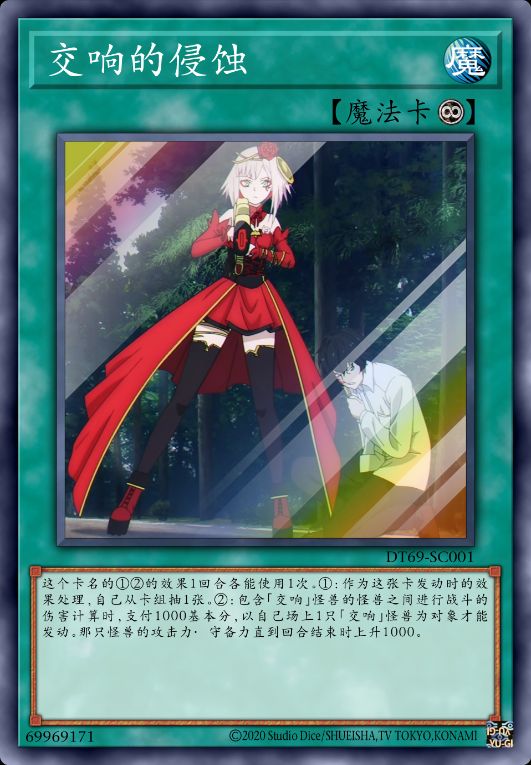 交响的侵蚀
魔
【魔法卡∞】
DT69-SC001
这个卡名的①②的效果1回合各能使用1次。①:作为这张卡发动时的效
果处理,自己从卡组抽1张。②:包含「交响」怪兽的怪兽之间进行战斗的
伤害计算时,支付1000基本分,以自己场上1只「交响」怪兽为对象才能
发动。那只怪兽的攻击力·守备力直到回合结束时上升1000。
69969171
©2020 Studio Dice/SHUEISHA,TV TOKYO,KONAMI
YU-GI